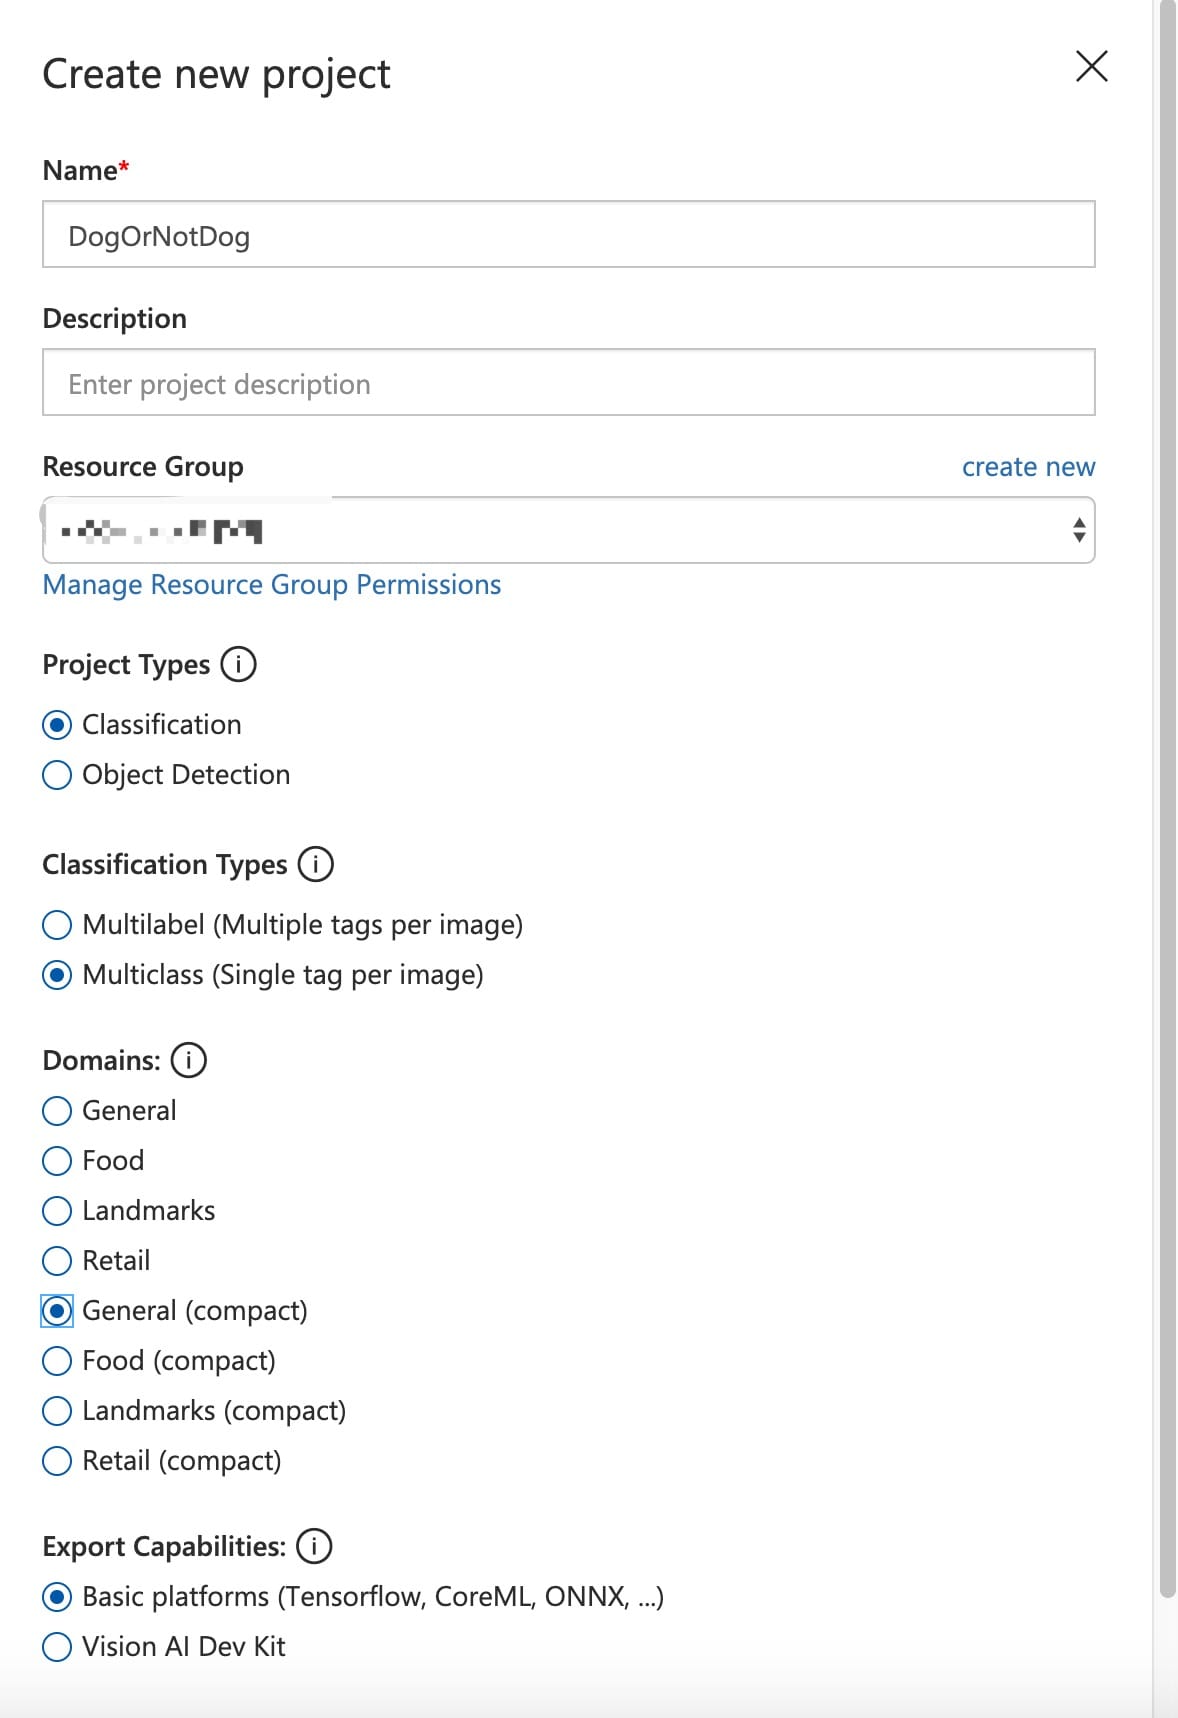 Create new project
Name*
DogOrNotDog
Description
Enter project description
Resource Group
create new
Manage Resource Group Permissions
Project Types
Classification
Object Detection
Classification Types
Multilabel (Multiple tags per image)
Multiclass (Single tag per image)
Domains:
General
Food
Landmarks
Retail
General (compact)
Food (compact)
Landmarks (compact)
Retail (compact)
Export Capabilities:
Basic platforms (Tensorflow, CoreML, ONNX, ...)
Vision AI Dev Kit